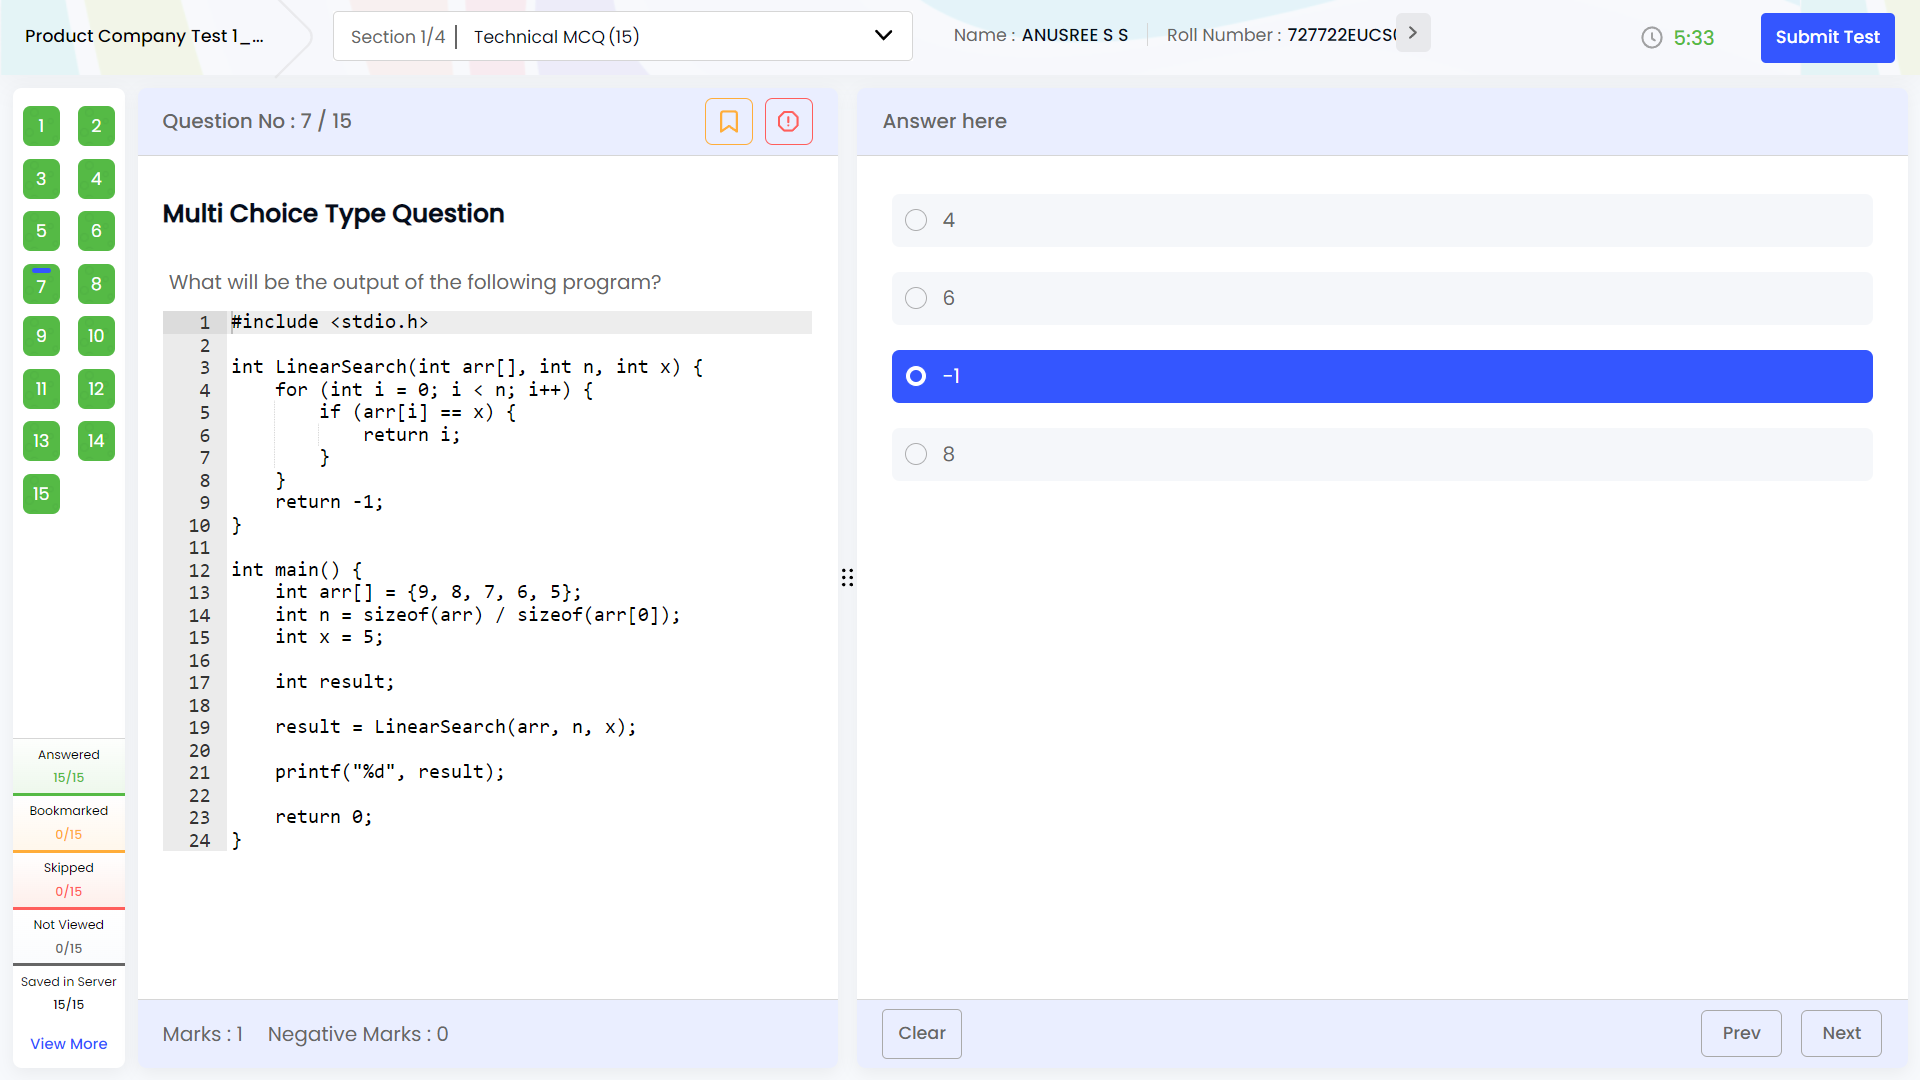 Product Company Test 1_...
Section 1/4 | Technical MCQ (15)
Name : ANUSREE S S
Roll Number : 727722EUCS
5:33
Submit Test
1 2
3 4
5 6
7 8
9 10
11 12
13 14
15
Answered
15/15
Bookmarked
0/15
Skipped
0/15
Not Viewed
0/15
Saved in Server
15/15
View More
Question No : 7 / 15
Multi Choice Type Question
What will be the output of the following program?
1 #include <stdio.h>
2
3 int LinearSearch(int arr[], int n, int x) {
4     for (int i = 0; i < n; i++) {
5         if (arr[i] == x) {
6             return i;
7         }
8     }
9     return -1;
10 }
11
12 int main() {
13     int arr[] = {9, 8, 7, 6, 5};
14     int n = sizeof(arr) / sizeof(arr[0]);
15     int x = 5;
16
17     int result;
18
19     result = LinearSearch(arr, n, x);
20
21     printf("%d", result);
22
23     return 0;
24 }
Marks : 1 Negative Marks : 0
Answer here
4
6
-1
8
Clear
Prev
Next